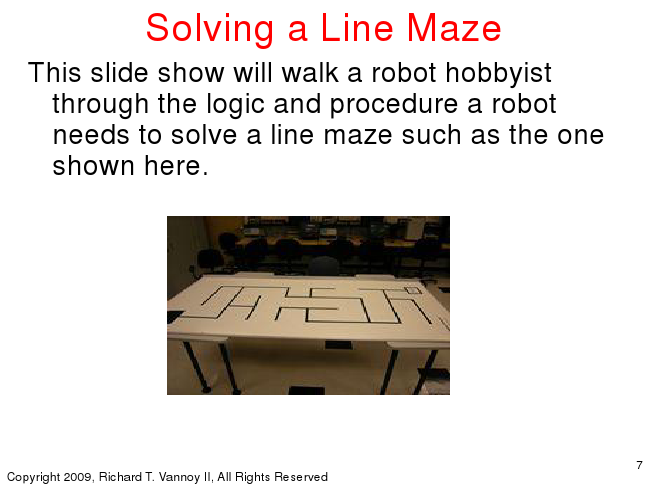 Solving a Line Maze
This slide show will walk a robot hobbyist
through the logic and procedure a robot
needs to solve a line maze such as the one
shown here.
7
Copyright 2009, Richard T. Vannoy II, All Rights Reserved